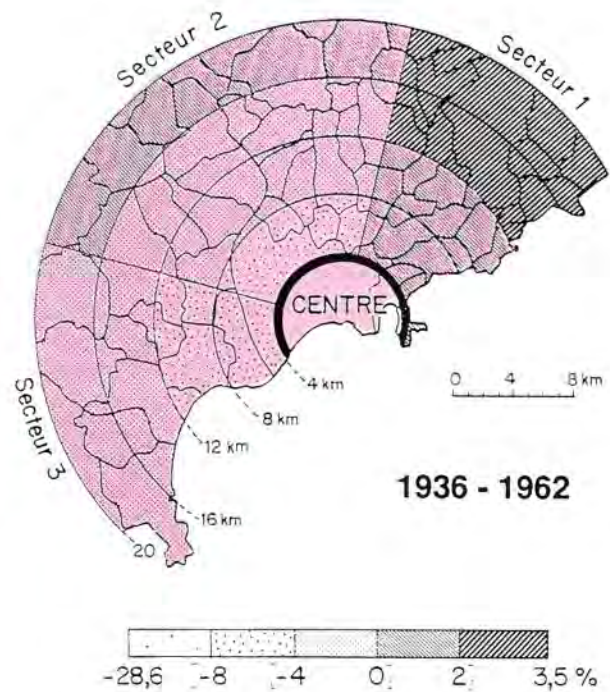 Secteur 2
Secteur 1
CENTRE
Secteur 3
4 km
8 km
12 km
16 km
20
0 4 8 km
1936 - 1962
-28,6 -8 -4 0 2 3,5 %